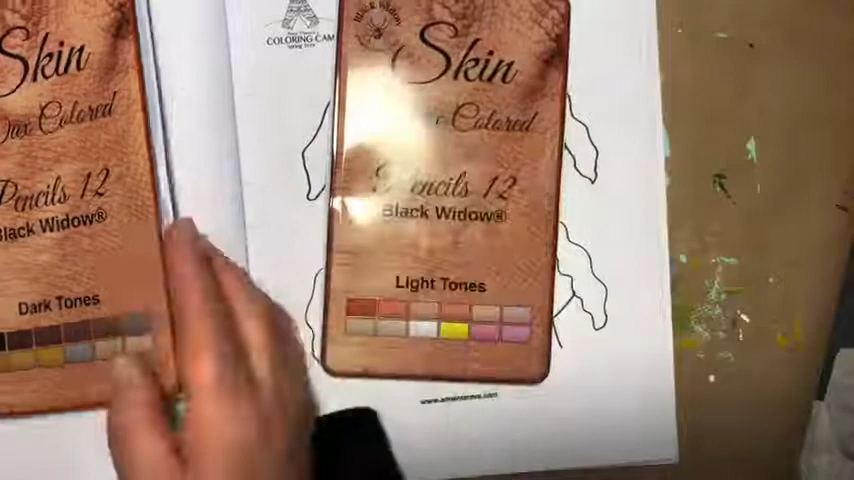 Skin
Colored
Pencils 12
Black Widow®
Dark Tones
COLORING CAM
Skin
Colored
Pencils 12
Black Widow®
Light Tones